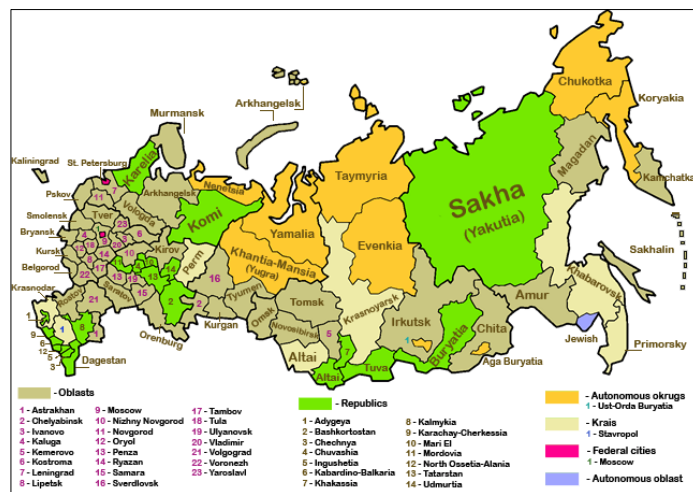 Chukotka
Koryakia
Arkhangelsk
Murmansk
Magadan
Kaliningrad
St. Petersburg
Karelia
Taymyria
Kamchatka
Nenetsia
Pskov
11
7
Arkhangelsk
Sakha
(Yakutia)
Smolensk
Tver
Vologda
Komi
Yamalia
Evenkia
Bryansk
Kursk
Kirov
Perm
Khantia-Mansia
(Yugra)
Sakhalin
Belgorod
16
Krasnodar
Rostov
Saratov
Tyumen
Tomsk
Krasnoyarsk
Irkutsk
Amur
Khabarovsk
Omsk
Novosibirsk
Chita
Buryatia
Kurgan
Orenburg
Altai
Altai
Tuva
Jewish
Primorsky
Aga Buryatia
Dagestan
- Oblasts
1 - Astrakhan
2 - Chelyabinsk
3 - Ivanovo
4 - Kaluga
5 - Kemerovo
6 - Kostroma
7 - Leningrad
8 - Lipetsk
9 - Moscow
10 - Nizhny Novgorod
11 - Novgorod
12 - Oryol
13 - Penza
14 - Ryazan
15 - Samara
16 - Sverdlovsk
17 - Tambov
18 - Tula
19 - Ulyanovsk
20 - Vladimir
21 - Volgograd
22 - Voronezh
23 - Yaroslavl
- Republics
1 - Adygeya
2 - Bashkortostan
3 - Chechnya
4 - Chuvashia
5 - Ingushetia
6 - Kabardino-Balkaria
7 - Khakassia
8 - Kalmykia
9 - Karachay-Cherkessia
10 - Mari El
11 - Mordovia
12 - North Ossetia-Alania
13 - Tatarstan
14 - Udmurtia
- Autonomous okrugs
1 - Ust-Orda Buryatia
- Krais
1 - Stavropol
- Federal cities
1 - Moscow
- Autonomous oblast